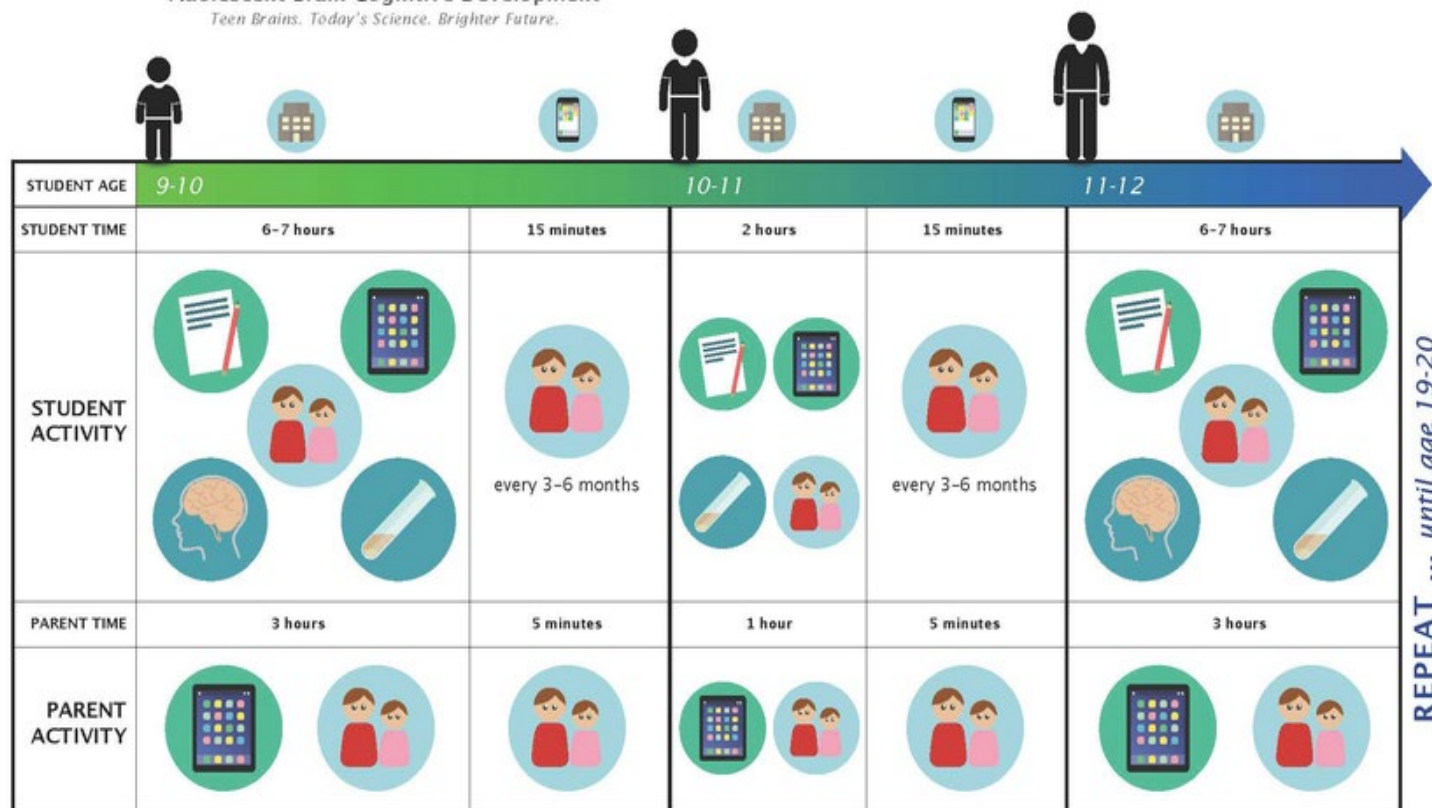 Teen Brains. Today's Science. Brighter Future.
STUDENT AGE 9-10 10-11 11-12
STUDENT TIME 6-7 hours 15 minutes 2 hours 15 minutes 6-7 hours
STUDENT
ACTIVITY
every 3-6 months every 3-6 months
PARENT TIME 3 hours 5 minutes 1 hour 5 minutes 3 hours
PARENT
ACTIVITY
REPEAT ... until age 19-20